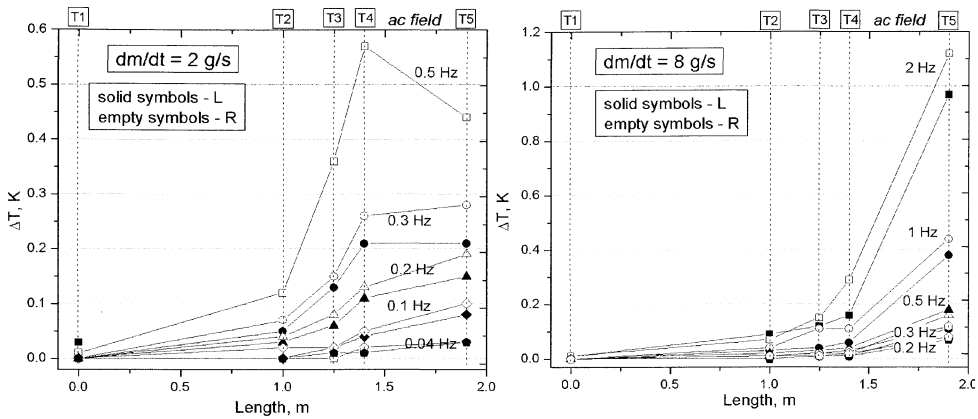 T1 T2 T3 T4 ac field T5
dm/dt = 2 g/s
solid symbols - L
empty symbols - R
0.5 Hz
0.3 Hz
0.2 Hz
0.1 Hz
0.04 Hz
0.6
0.5
0.4
0.3
0.2
0.1
0.0
ΔT, K
0.0 0.5 1.0 1.5 2.0
Length, m
T1 T2 T3 T4 ac field T5
dm/dt = 8 g/s
solid symbols - L
empty symbols - R
2 Hz
1 Hz
0.5 Hz
0.3 Hz
0.2 Hz
1.2
1.0
0.8
0.6
0.4
0.2
0.0
ΔT, K
0.0 0.5 1.0 1.5 2.0
Length, m